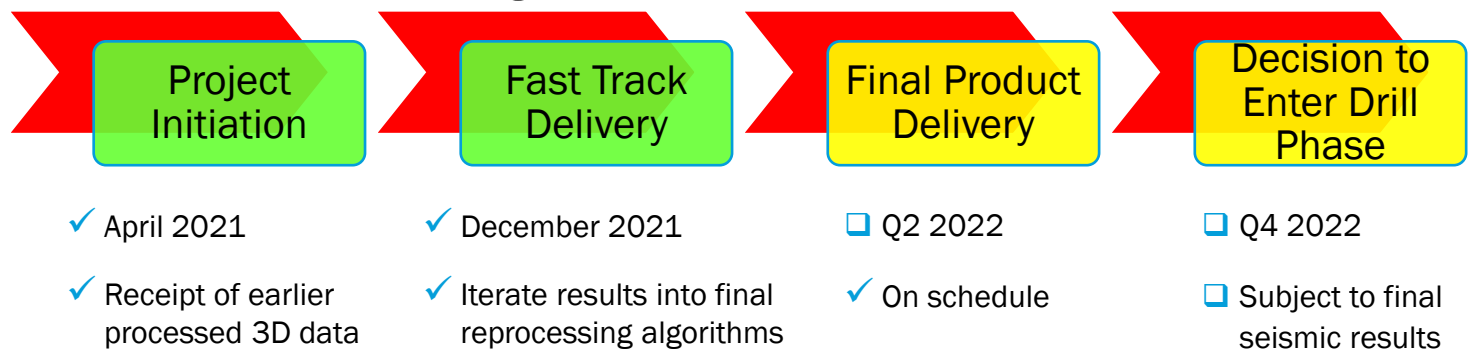 Project
Initiation
Fast Track
Delivery
Final Product
Delivery
Decision to
Enter Drill
Phase
✓ April 2021
✓ Receipt of earlier
processed 3D data
✓ December 2021
✓ Iterate results into final
reprocessing algorithms
❑ Q2 2022
✓ On schedule
❑ Q4 2022
❑ Subject to final
seismic results